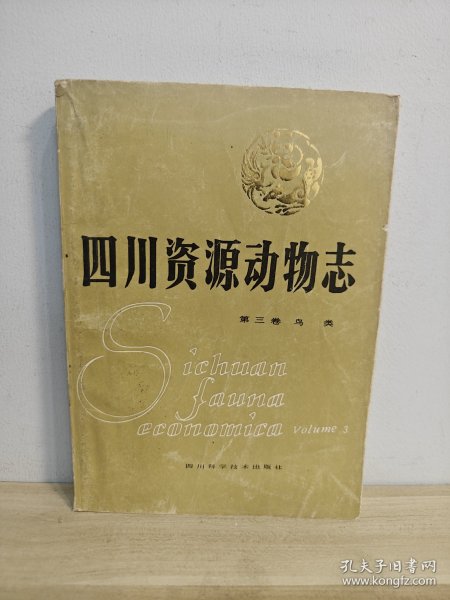 四川资源动物志
第三卷 鸟 类
Sichuan
fauna
economica Volume 3
四川科学技术出版社
孔夫子旧书网
www.kongfz.com